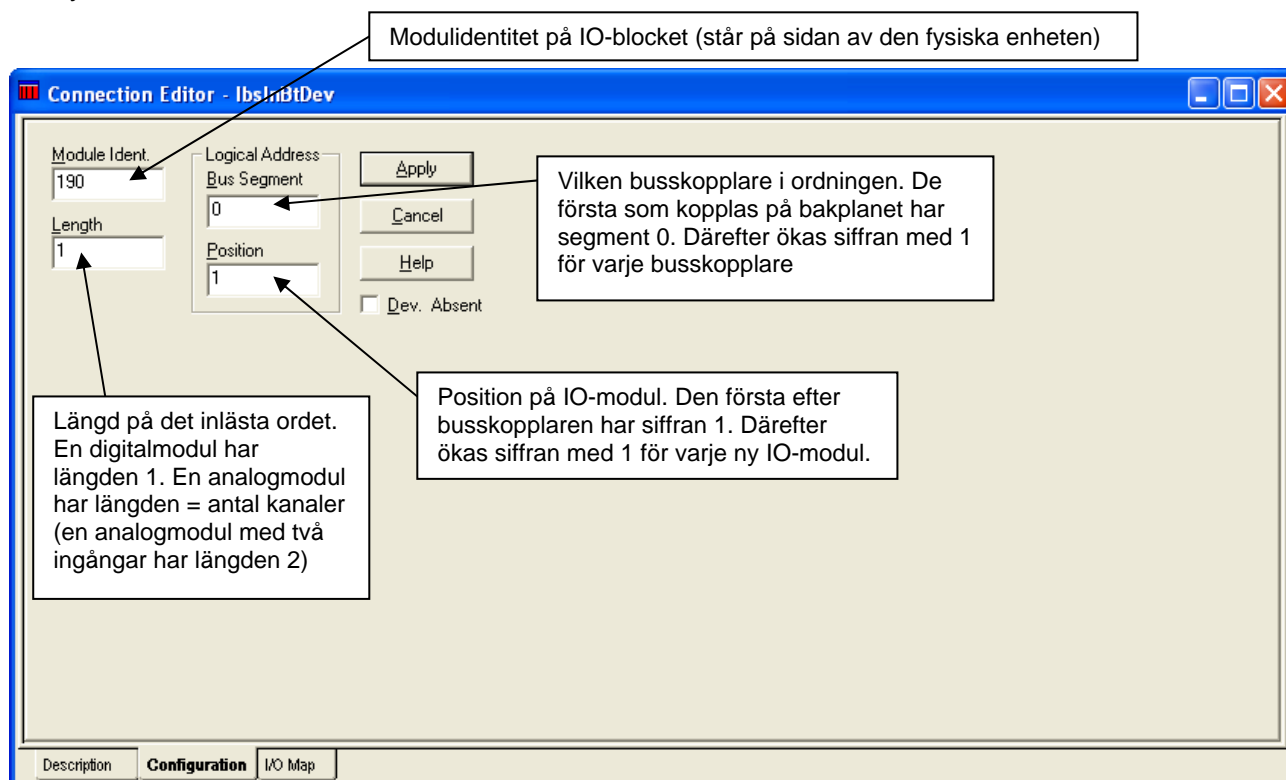 Modulidentitet på IO-blocket (står på sidan av den fysiska enheten)
Connection Editor - IbsInBtDev
Module Ident.
190
Length
1
Logical Address
Bus Segment
0
Position
1
Apply
Cancel
Help
Dev. Absent
Vilken busskopplare i ordningen. De
första som kopplas på bakplanet har
segment 0. Därefter ökas siffran med 1
för varje busskopplare
Position på IO-modul. Den första efter
busskopplaren har siffran 1. Därefter
ökas siffran med 1 för varje ny IO-modul.
Längd på det inlästa ordet.
En digitalmodul har
längden 1. En analogmodul
har längden = antal kanaler
(en analogmodul med två
ingångar har längden 2)
Description
Configuration
I/O Map